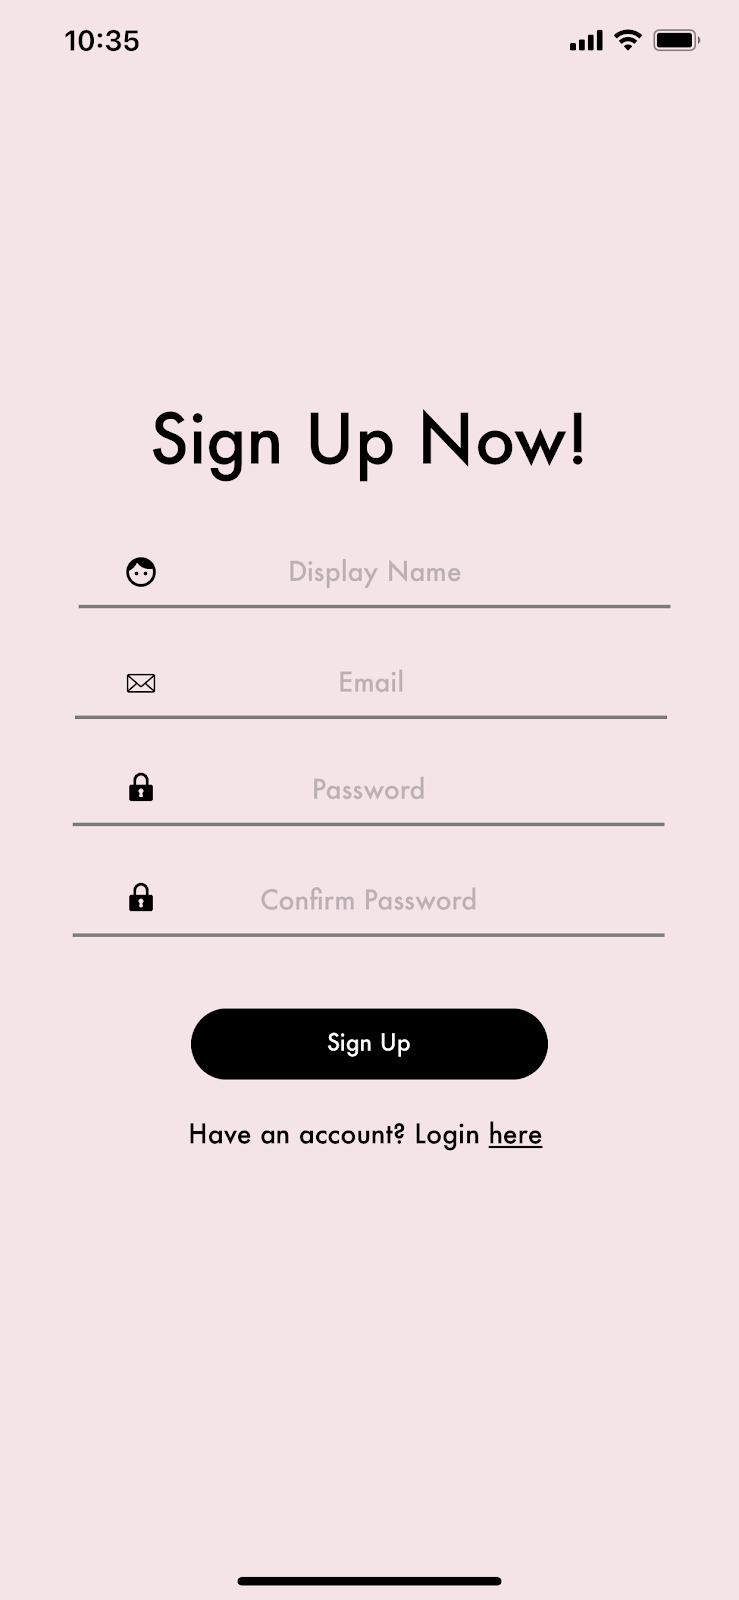 10:35
Sign Up Now!
Display Name
Email
Password
Confirm Password
Sign Up
Have an account? Login here